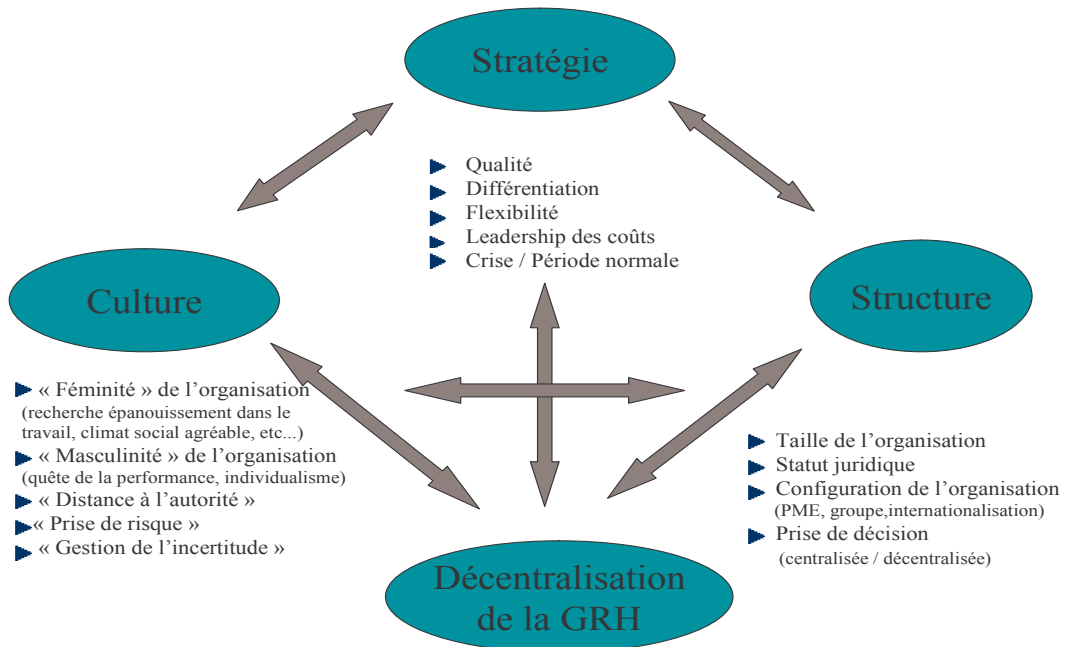 Stratégie
Qualité
Différentiation
Flexibilité
Leadership des coûts
Crise / Période normale
Culture
Structure
« Féminité » de l’organisation
(recherche épanouissement dans le
travail, climat social agréable, etc...)
« Masculinité » de l’organisation
(quête de la performance, individualisme)
« Distance à l’autorité »
« Prise de risque »
« Gestion de l’incertitude »
Taille de l’organisation
Statut juridique
Configuration de l’organisation
(PME, groupe,internationalisation)
Prise de décision
(centralisée / décentralisée)
Décentralisation
de la GRH